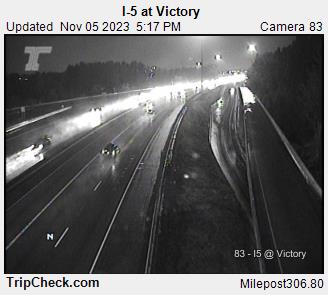 I-5 at Victory
Updated  Nov 05 2023  5:17 PM    Camera 83
T
N
83 - I5 @ Victory
TripCheck.com    Milepost306.80